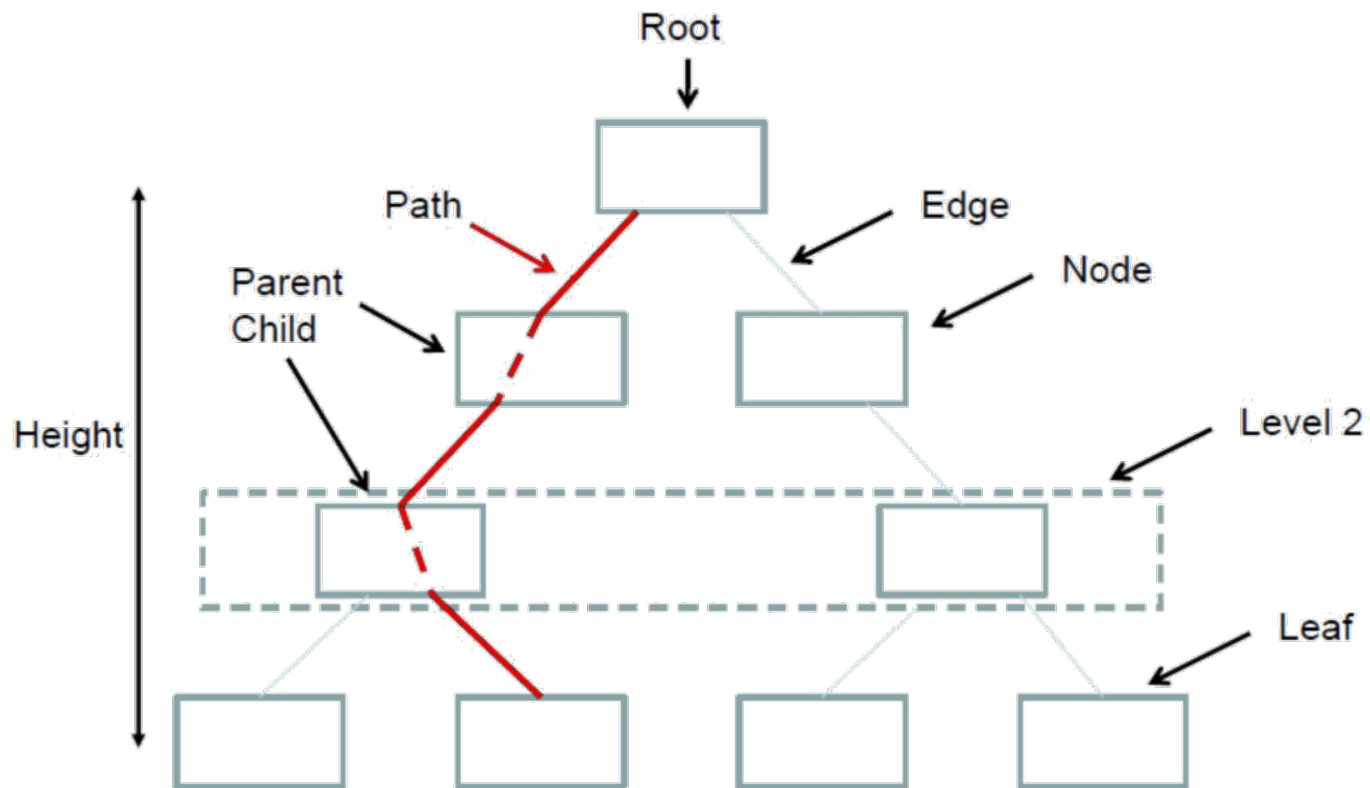 Root
Path
Edge
Node
Parent
Child
Height
Level 2
Leaf